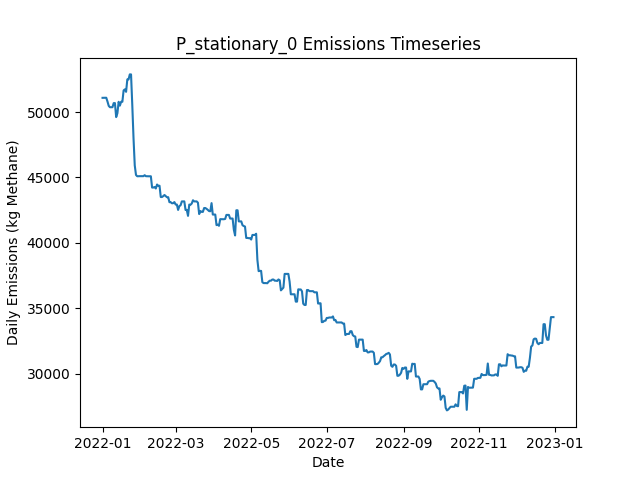 P_stationary_0 Emissions Timeseries
Daily Emissions (kg Methane)
50000
45000
40000
35000
30000
2022-01 2022-03 2022-05 2022-07 2022-09 2022-11 2023-01
Date